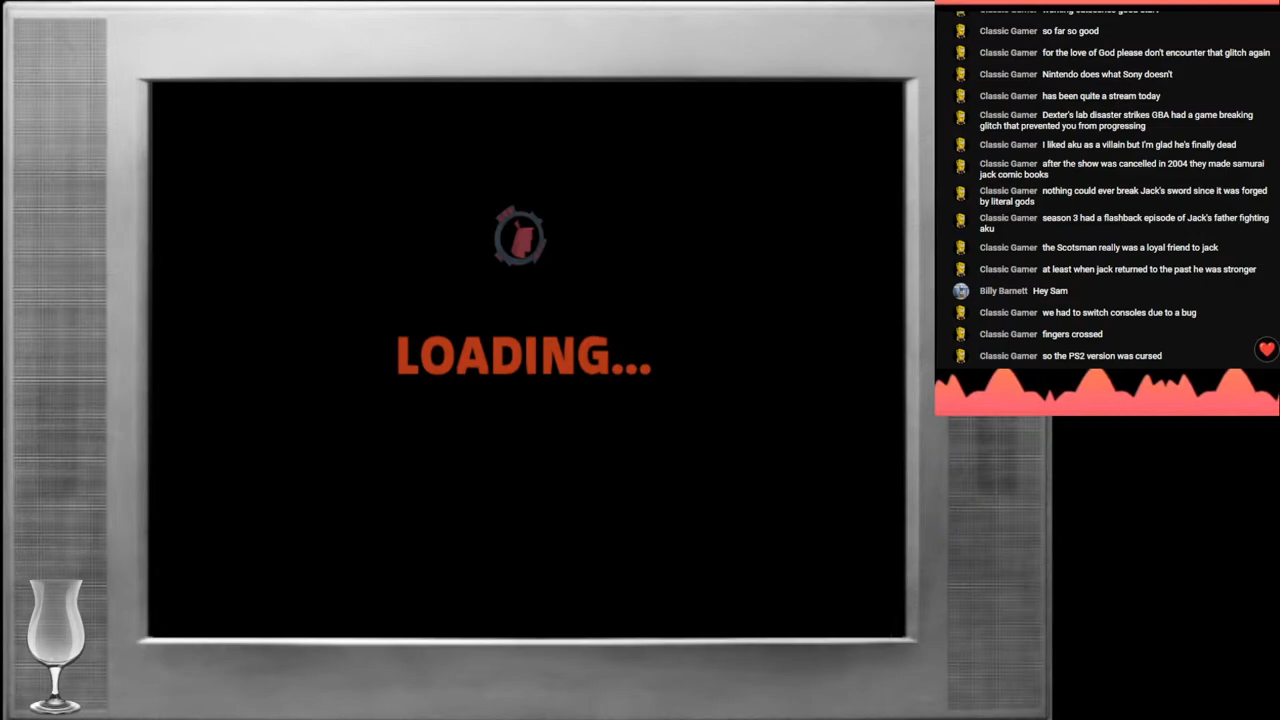 Classic Gamer so far so good
Classic Gamer for the love of God please don't encounter that glitch again
Classic Gamer Nintendo does what Sony doesn't
Classic Gamer has been quite a stream today
Classic Gamer Dexter's lab disaster strikes GBA had a game breaking
glitch that prevented you from progressing
Classic Gamer I liked aku as a villain but I'm glad he's finally dead
Classic Gamer after the show was cancelled in 2004 they made samurai
jack comic books
Classic Gamer nothing could ever break Jack's sword since it was forged
by literal gods
Classic Gamer season 3 had a flashback episode of Jack's father fighting
aku
Classic Gamer the Scotsman really was a loyal friend to jack
Classic Gamer at least when jack returned to the past he was stronger
Billy Barnett Hey Sam
Classic Gamer we had to switch consoles due to a bug
Classic Gamer fingers crossed
Classic Gamer so the PS2 version was cursed
LOADING...